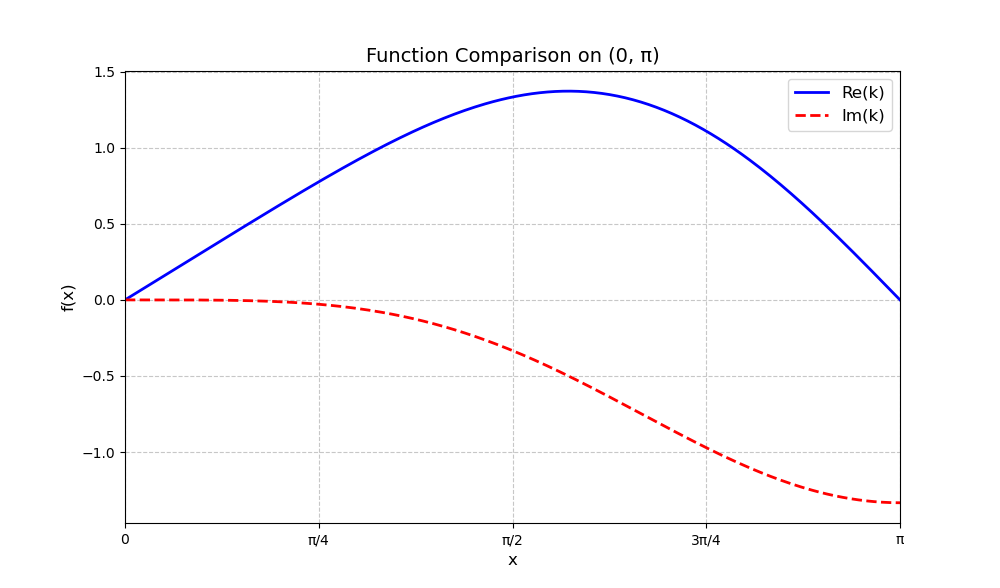 Function Comparison on (0, π)
Re(k)
Im(k)
f(x)
1.5
1.0
0.5
0.0
−0.5
−1.0
0
π/4
π/2
3π/4
π
x